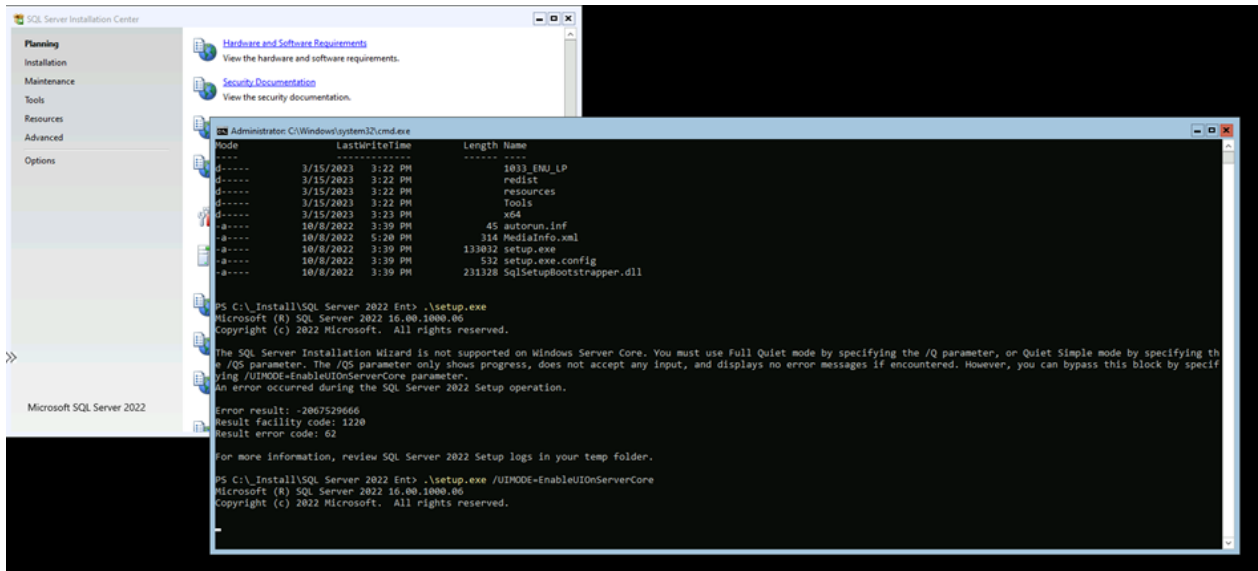 SQL Server Installation Center
Planning
Installation
Maintenance
Tools
Resources
Advanced
Options
Microsoft SQL Server 2022
Hardware and Software Requirements
View the hardware and software requirements.
Security Documentation
View the security documentation.
Administrator: C:\Windows\system32\cmd.exe
Mode LastWriteTime Length Name
---- ------------- ------ ----
d----- 3/15/2023 3:22 PM 1033_ENU_LP
d----- 3/15/2023 3:22 PM redist
d----- 3/15/2023 3:22 PM resources
d----- 3/15/2023 3:22 PM Tools
d----- 3/15/2023 3:23 PM x64
-a---- 10/8/2022 3:39 PM 45 autorun.inf
-a---- 10/8/2022 5:20 PM 314 MediaInfo.xml
-a---- 10/8/2022 3:39 PM 133032 setup.exe
-a---- 10/8/2022 3:39 PM 532 setup.exe.config
-a---- 10/8/2022 3:39 PM 231328 SqlSetupBootstrapper.dll
PS C:\_Install\SQL Server 2022 Ent> .\setup.exe
Microsoft (R) SQL Server 2022 16.00.1000.06
Copyright (c) 2022 Microsoft.  All rights reserved.
The SQL Server Installation Wizard is not supported on Windows Server Core. You must use Full Quiet mode by specifying the /Q parameter, or Quiet Simple mode by specifying th
e /QS parameter. The /QS parameter only shows progress, does not accept any input, and displays no error messages if encountered. However, you can bypass this block by specif
ying /UIMODE=EnableUIOnServerCore parameter.
An error occurred during the SQL Server 2022 Setup operation.
Error result: -2067529666
Result facility code: 1220
Result error code: 62
For more information, review SQL Server 2022 Setup logs in your temp folder.
PS C:\_Install\SQL Server 2022 Ent> .\setup.exe /UIMODE=EnableUIOnServerCore
Microsoft (R) SQL Server 2022 16.00.1000.06
Copyright (c) 2022 Microsoft.  All rights reserved.